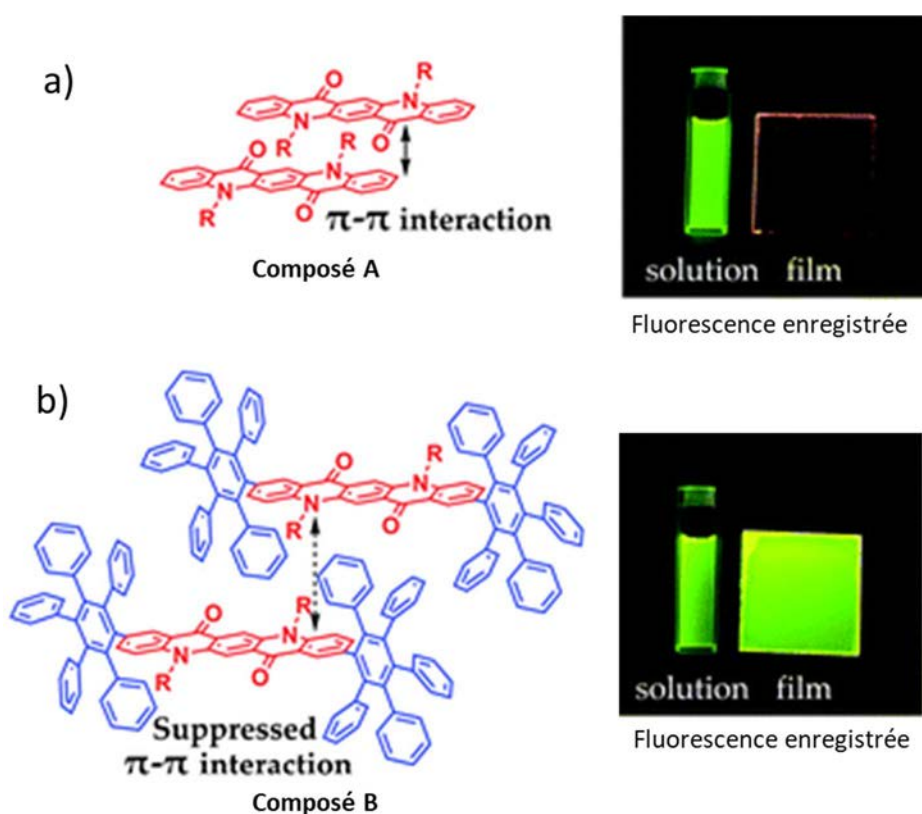 a)
R
O
N
N
R
O
O
R
N
N
O
R
π-π interaction
Composé A
solution film
Fluorescence enregistrée
b)
O
R
N
N
R
O
O
R
N
N
R
O
Suppressed
π-π interaction
Composé B
solution film
Fluorescence enregistrée